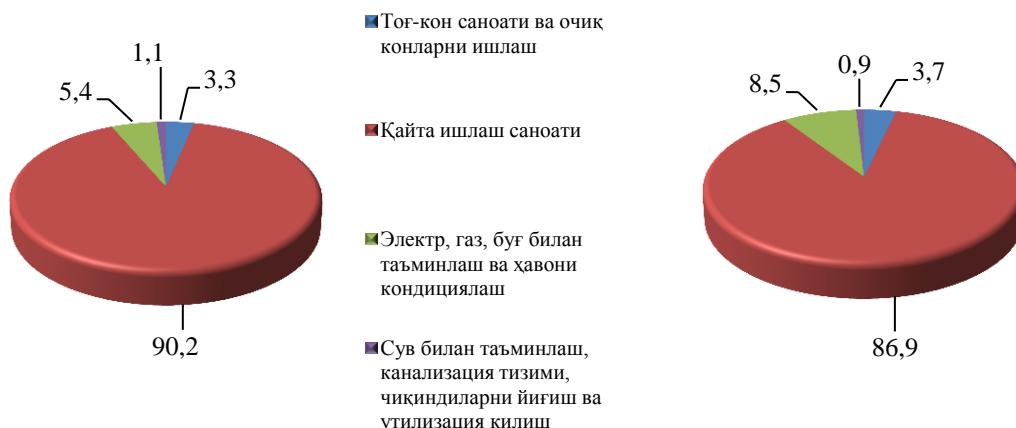 1,1
5,4
3,3
90,2
Тоғ-кон саноати ва очиқ
конларни ишлаш
Қайта ишлаш саноати
Электр, газ, буғ билан
таъминлаш ва ҳавони
кондициялаш
Сув билан таъминлаш,
канализация тизими,
чиқиндиларни йиғиш ва
утилизация қилиш
0,9
8,5
3,7
86,9